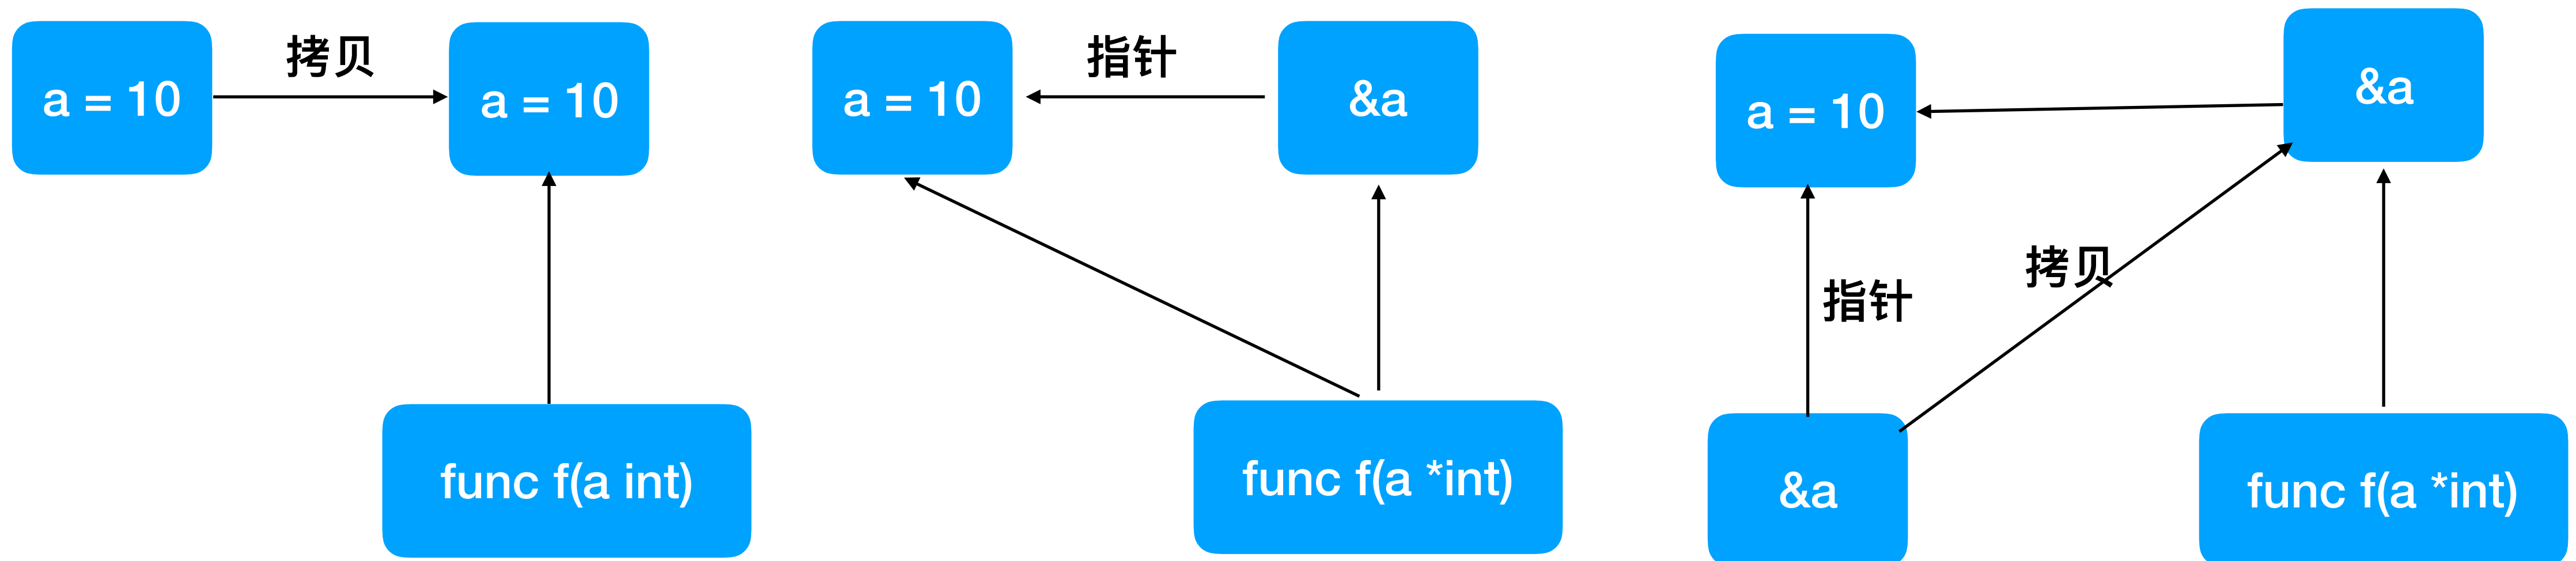 a = 10
拷贝
a = 10
func f(a int)
a = 10
指针
&a
func f(a *int)
a = 10
&a
指针
拷贝
&a
func f(a *int)